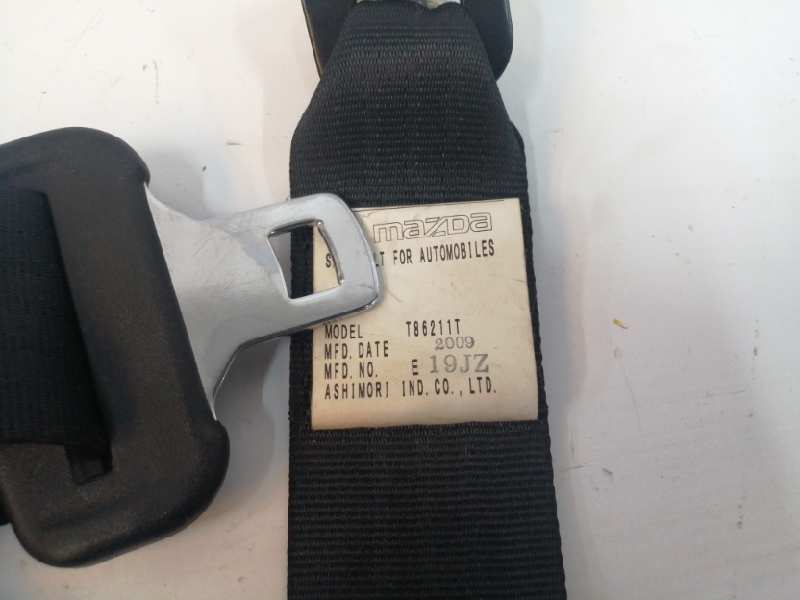 mazda
FOR AUTOMOBILES
MODEL T86211T
MFD. DATE 2009
MFD. NO. E 19JZ
ASHIMORI IND. CO., LTD.